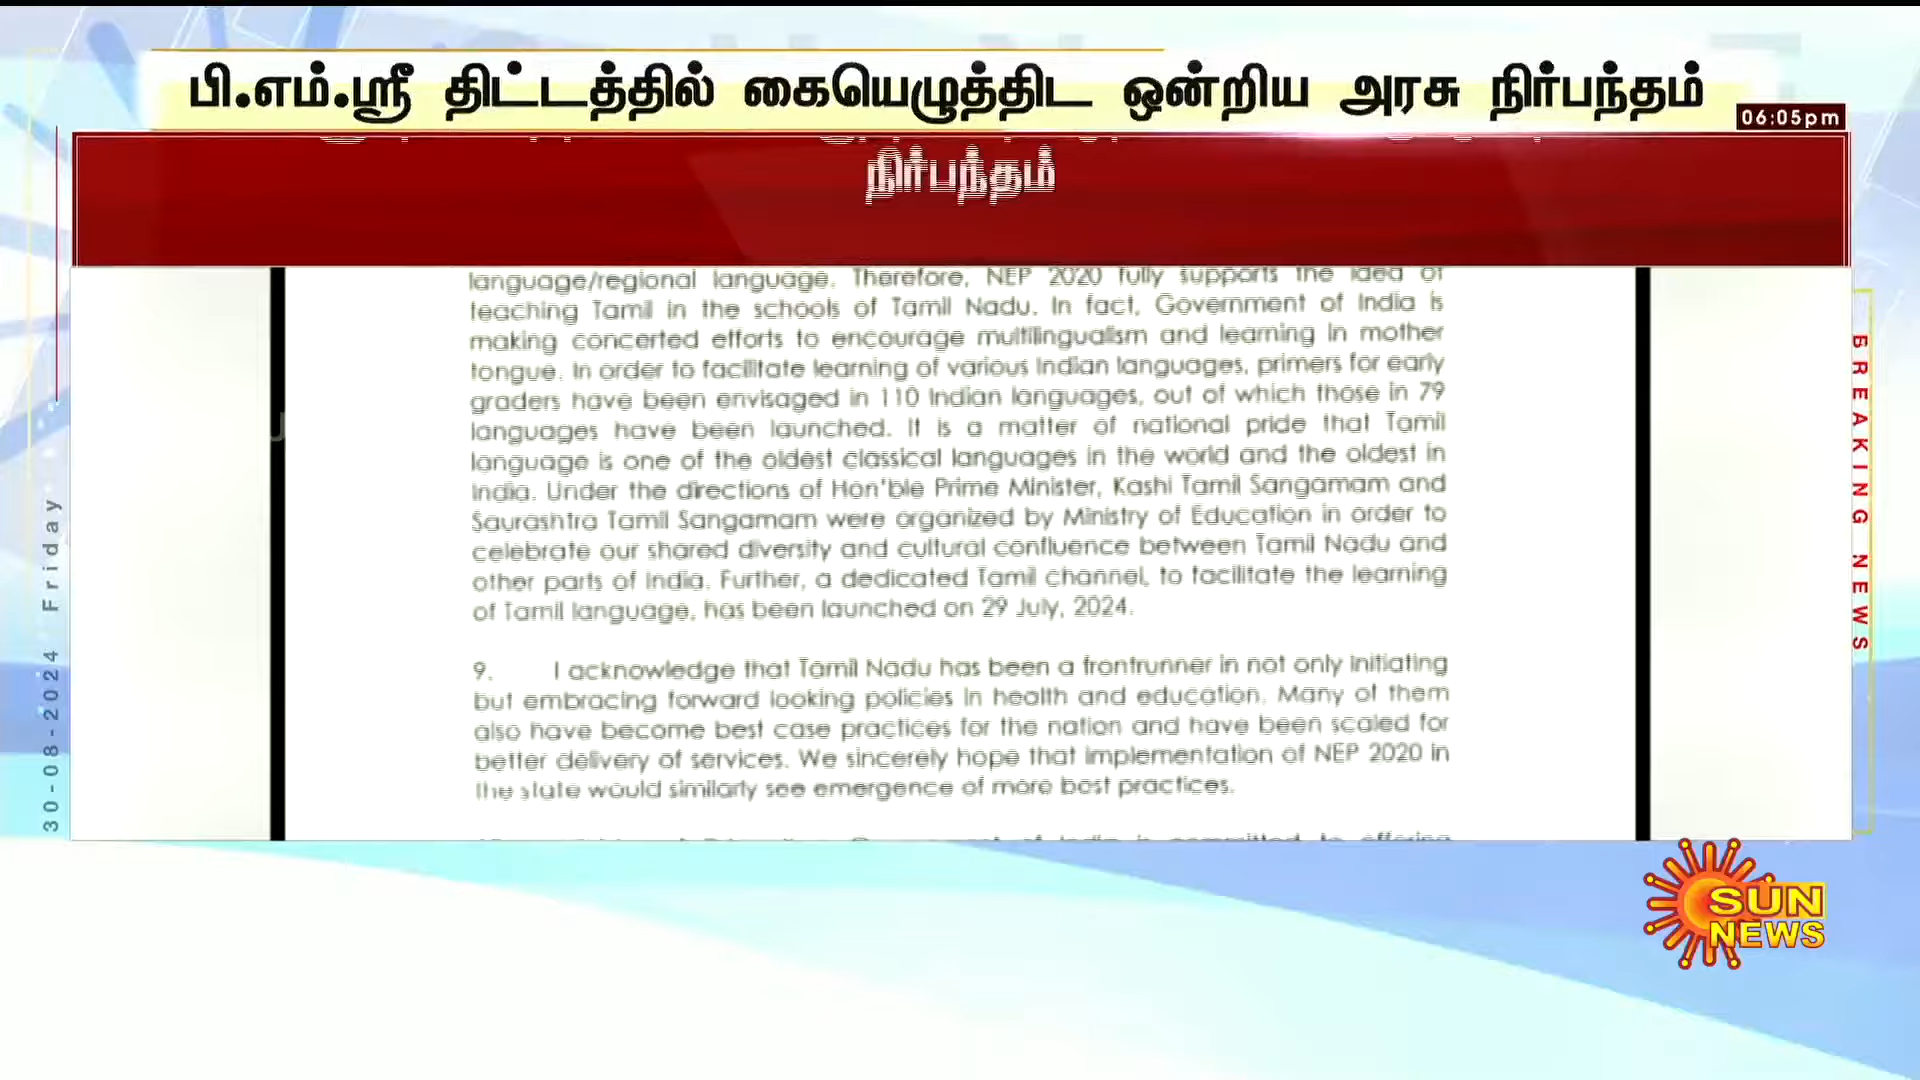 பி.எம்.ஸ்ரீ திட்டத்தில் கையெழுத்திட ஒன்றிய அரசு நிர்பந்தம்
06:05pm
நிர்பந்தம்
language/regional language. Therefore, NEP 2020 fully supports the idea of
teaching Tamil in the schools of Tamil Nadu. In fact, Government of India is
making concerted efforts to encourage multilingualism and learning in mother
tongue. In order to facilitate learning of various Indian languages, primers for early
graders have been envisaged in 110 Indian languages, out of which those in 79
languages have been launched. It is a matter of national pride that Tamil
language is one of the oldest classical languages in the world and the oldest in
India. Under the directions of Hon'ble Prime Minister, Kashi Tamil Sangamam and
Saurashtra Tamil Sangamam were organized by Ministry of Education in order to
celebrate our shared diversity and cultural confluence between Tamil Nadu and
other parts of India. Further, a dedicated Tamil channel, to facilitate the learning
of Tamil language, has been launched on 29 July, 2024.
9. I acknowledge that Tamil Nadu has been a frontrunner in not only initiating
but embracing forward looking policies in health and education. Many of them
also have become best case practices for the nation and have been scaled for
better delivery of services. We sincerely hope that implementation of NEP 2020 in
the state would similarly see emergence of more best practices.
30-08-2024 Friday
BREAKING NEWS
SUN
NEWS